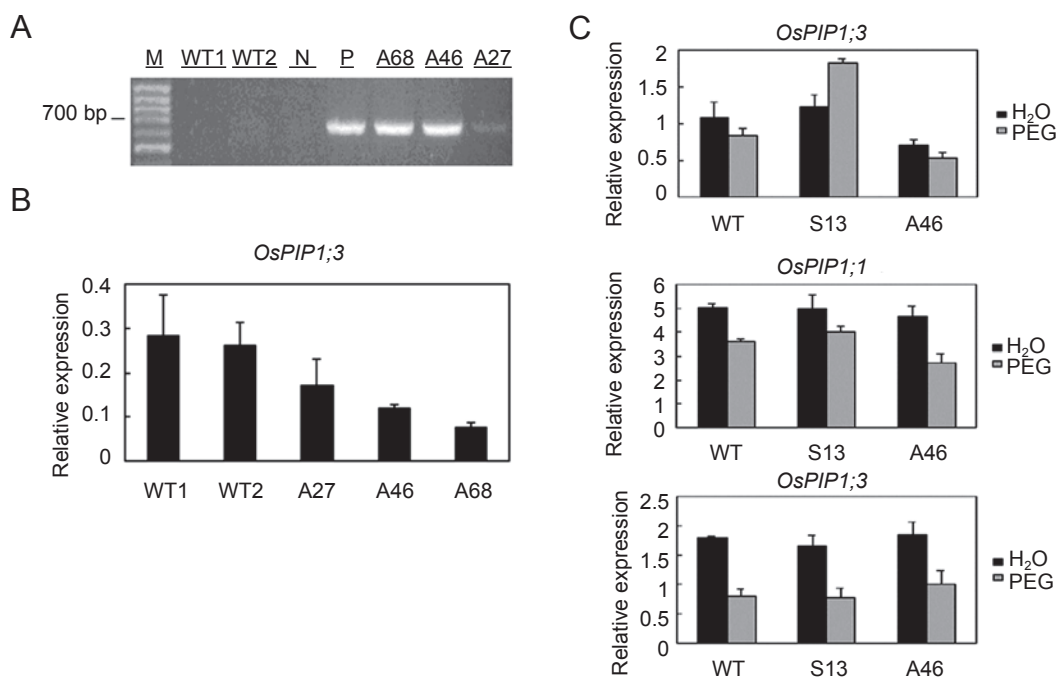 A
M WT1 WT2 N P A68 A46 A27
700 bp
B
OsPIP1;3
Relative expression
0.4
0.3
0.2
0.1
0
WT1 WT2 A27 A46 A68
C
OsPIP1;3
Relative expression
2
1.5
1
0.5
0
H₂O
PEG
WT S13 A46
OsPIP1;1
Relative expression
6
5
4
3
2
1
0
H₂O
PEG
WT S13 A46
OsPIP1;3
Relative expression
2.5
2
1.5
1
0.5
0
H₂O
PEG
WT S13 A46